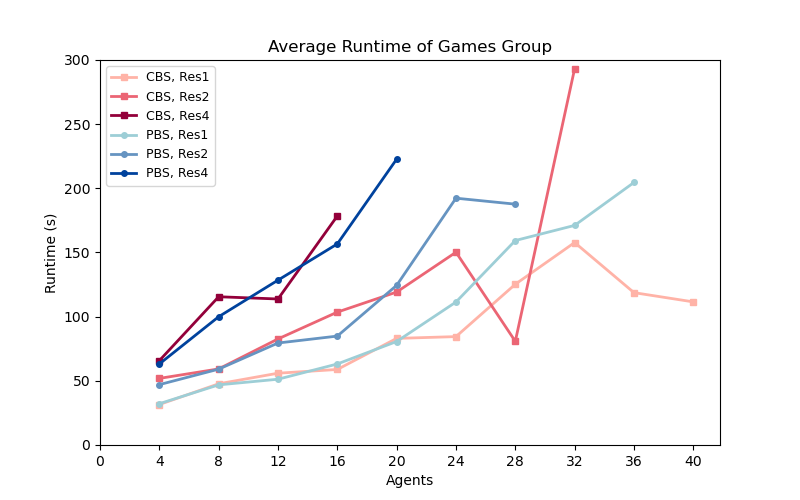 Average Runtime of Games Group
CBS, Res1
CBS, Res2
CBS, Res4
PBS, Res1
PBS, Res2
PBS, Res4
Runtime (s)
300
250
200
150
100
50
0
0 4 8 12 16 20 24 28 32 36 40
Agents